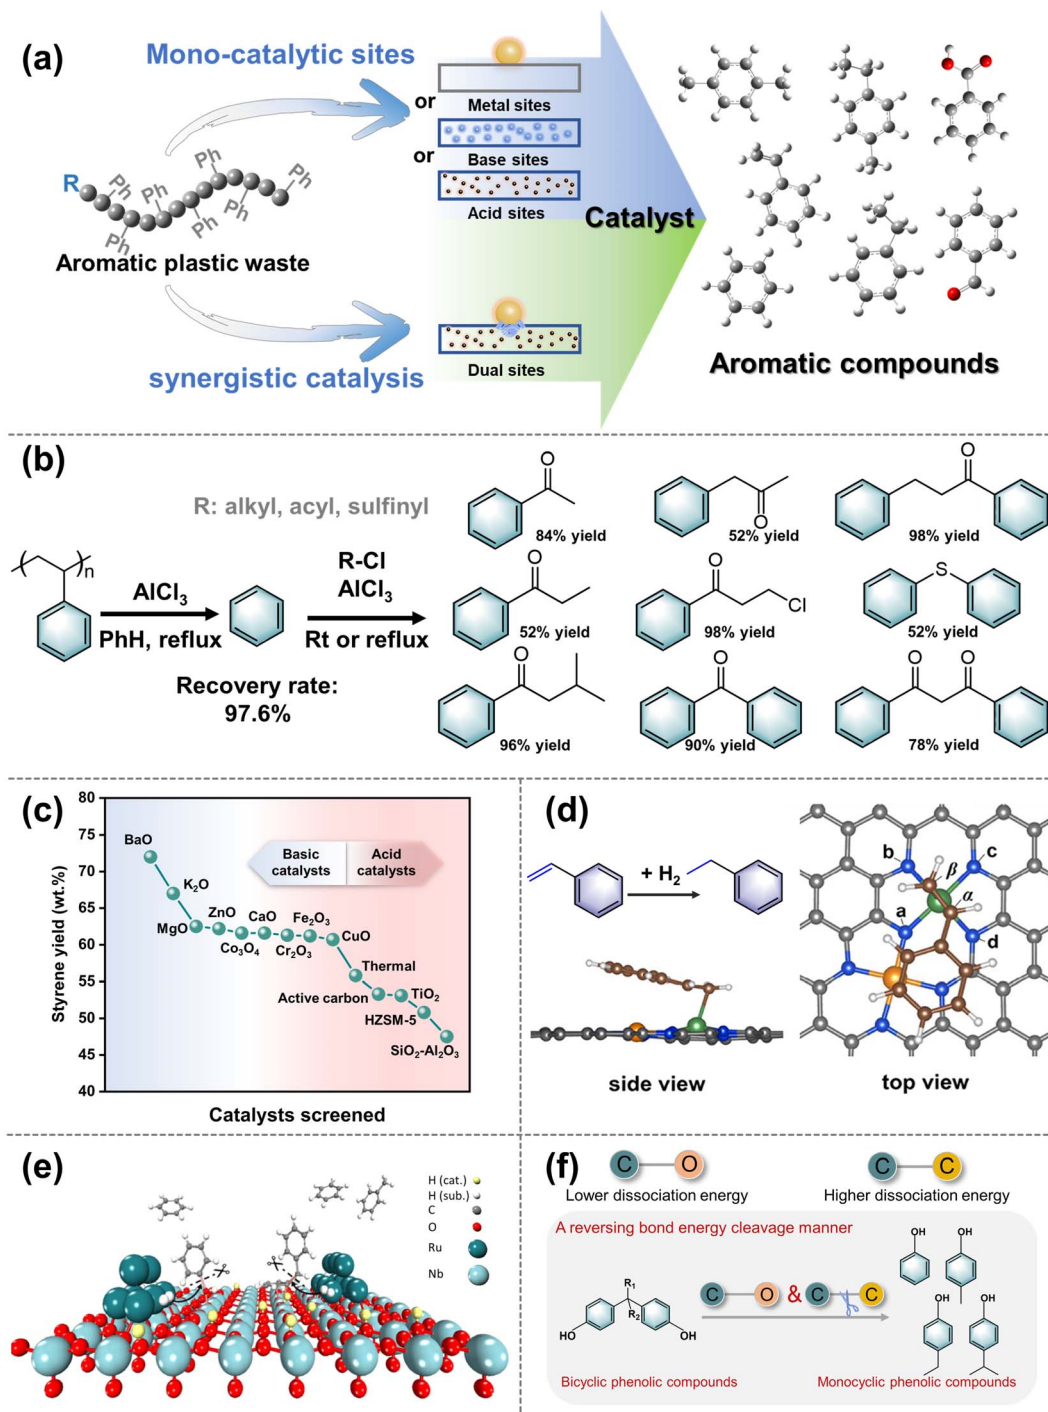 (a)
Mono-catalytic sites
or
Metal sites
or
Base sites
Acid sites
R
Ph
Ph
Ph
Ph
Ph
Ph
Ph
Aromatic plastic waste
Catalyst
synergistic catalysis
Dual sites
Aromatic compounds
(b)
R: alkyl, acyl, sulfinyl
n
AlCl₃
PhH, reflux
R-Cl
AlCl₃
Rt or reflux
Recovery rate:
97.6%
O
84% yield
O
52% yield
O
98% yield
O
52% yield
O
Cl
98% yield
S
52% yield
O
96% yield
O
90% yield
O O
78% yield
(c)
Styrene yield (wt.%)
80
75
70
65
60
55
50
45
40
BaO
K₂O
MgO
ZnO
Co₃O₄
CaO
Cr₂O₃
Fe₂O₃
CuO
Thermal
Active carbon
TiO₂
HZSM-5
SiO₂-Al₂O₃
Basic
catalysts
Acid
catalysts
Catalysts screened
(d)
+ H₂
side view
b
c
β
α
a
d
top view
(e)
H (cat.)
H (sub.)
C
O
Ru
Nb
(f)
C O
Lower dissociation energy
C C
Higher dissociation energy
A reversing bond energy cleavage manner
R₁
R₂
HO
OH
C O & C C
OH
OH
OH
OH
Bicyclic phenolic compounds
Monocyclic phenolic compounds